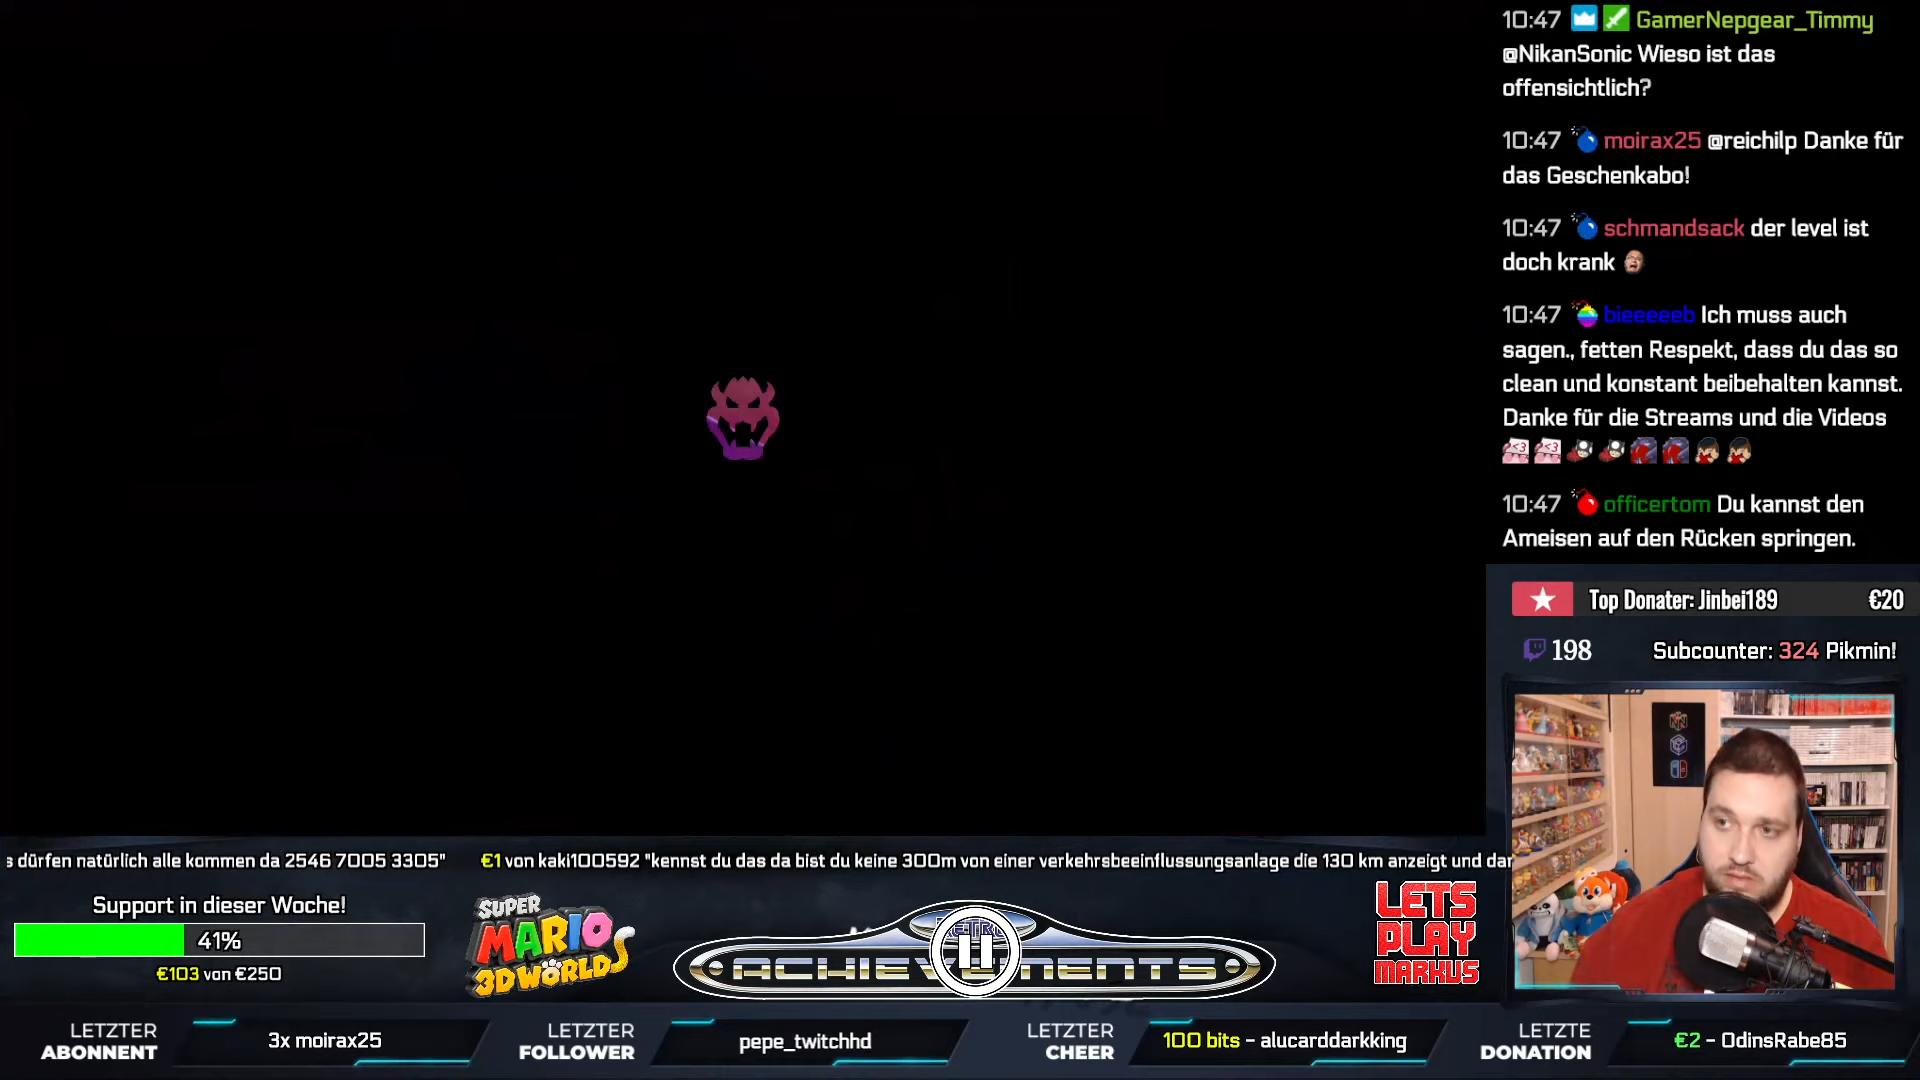 10:47 GamerNepgear_Timmy
@NikanSonic Wieso ist das
offensichtlich?
10:47 moirax25 @reichilp Danke für
das Geschenkabo!
10:47 schmandsack der level ist
doch krank
10:47 bieeeeeb Ich muss auch
sagen., fetten Respekt, dass du das so
clean und konstant beibehalten kannst.
Danke für die Streams und die Videos
<3 <3
10:47 officertom Du kannst den
Ameisen auf den Rücken springen.
Top Donater: Jinbei189 €20
198 Subcounter: 324 Pikmin!
s dürfen natürlich alle kommen da 2546 7005 3305" €1 von kaki100592 "kennst du das da bist du keine 300m von einer verkehrsbeeinflussungsanlage die 130 km anzeigt und dar
Support in dieser Woche!
41%
€103 von €250
SUPER
MARIO
3D WORLDS
RETRO
ACHIEVEMENTS
LETS
PLAY
MARKUS
LETZTER
ABONNENT
3x moirax25
LETZTER
FOLLOWER
pepe_twitchhd
LETZTER
CHEER
100 bits - alucarddarkking
LETZTE
DONATION
€2 - OdinsRabe85